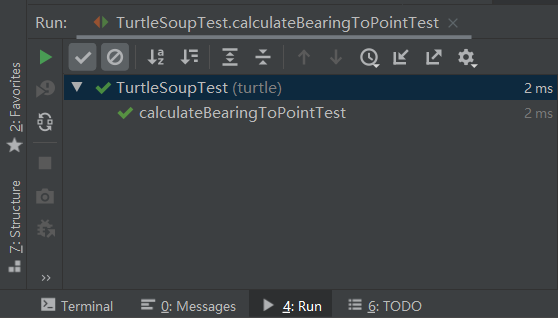 Run: TurtleSoupTest.calculateBearingToPointTest ×
TurtleSoupTest (turtle) 2 ms
calculateBearingToPointTest 2 ms
2: Favorites
7: Structure
>>
Terminal 0: Messages 4: Run 6: TODO